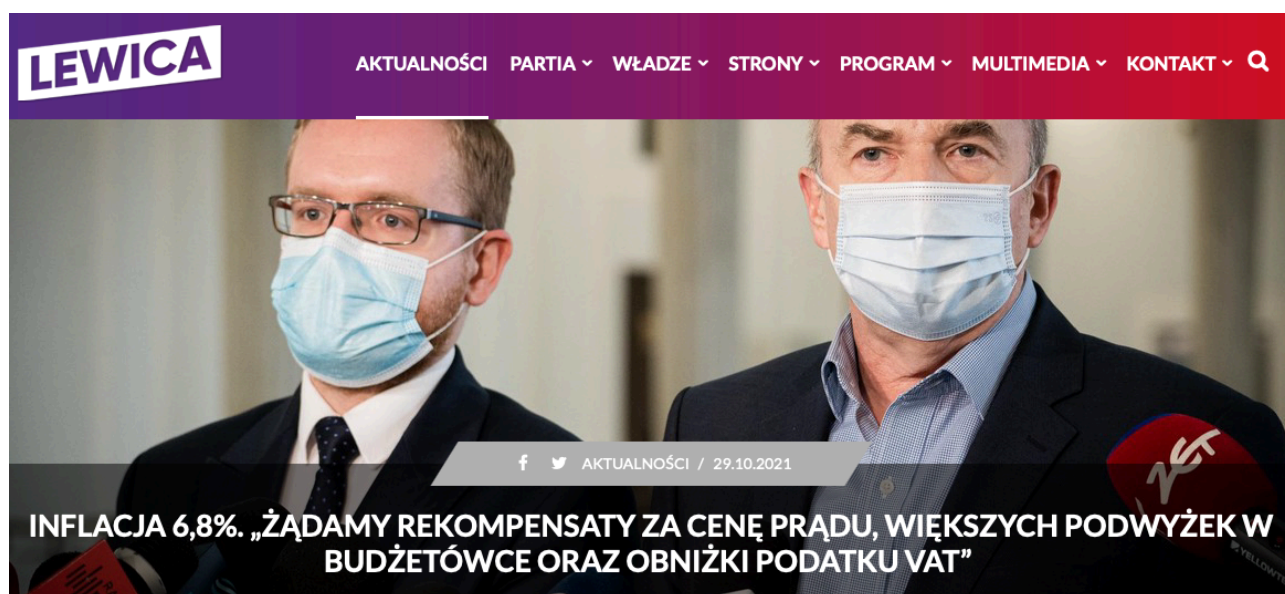 LEWICA
AKTUALNOŚCI PARTIA WŁADZE STRONY PROGRAM MULTIMEDIA KONTAKT
ZET
AKTUALNOŚCI / 29.10.2021
INFLACJA 6,8%. „ŻĄDAMY REKOMPENSATY ZA CENĘ PRĄDU, WIĘKSZYCH PODWYŻEK W
BUDŻETÓWCE ORAZ OBNIŻKI PODATKU VAT”